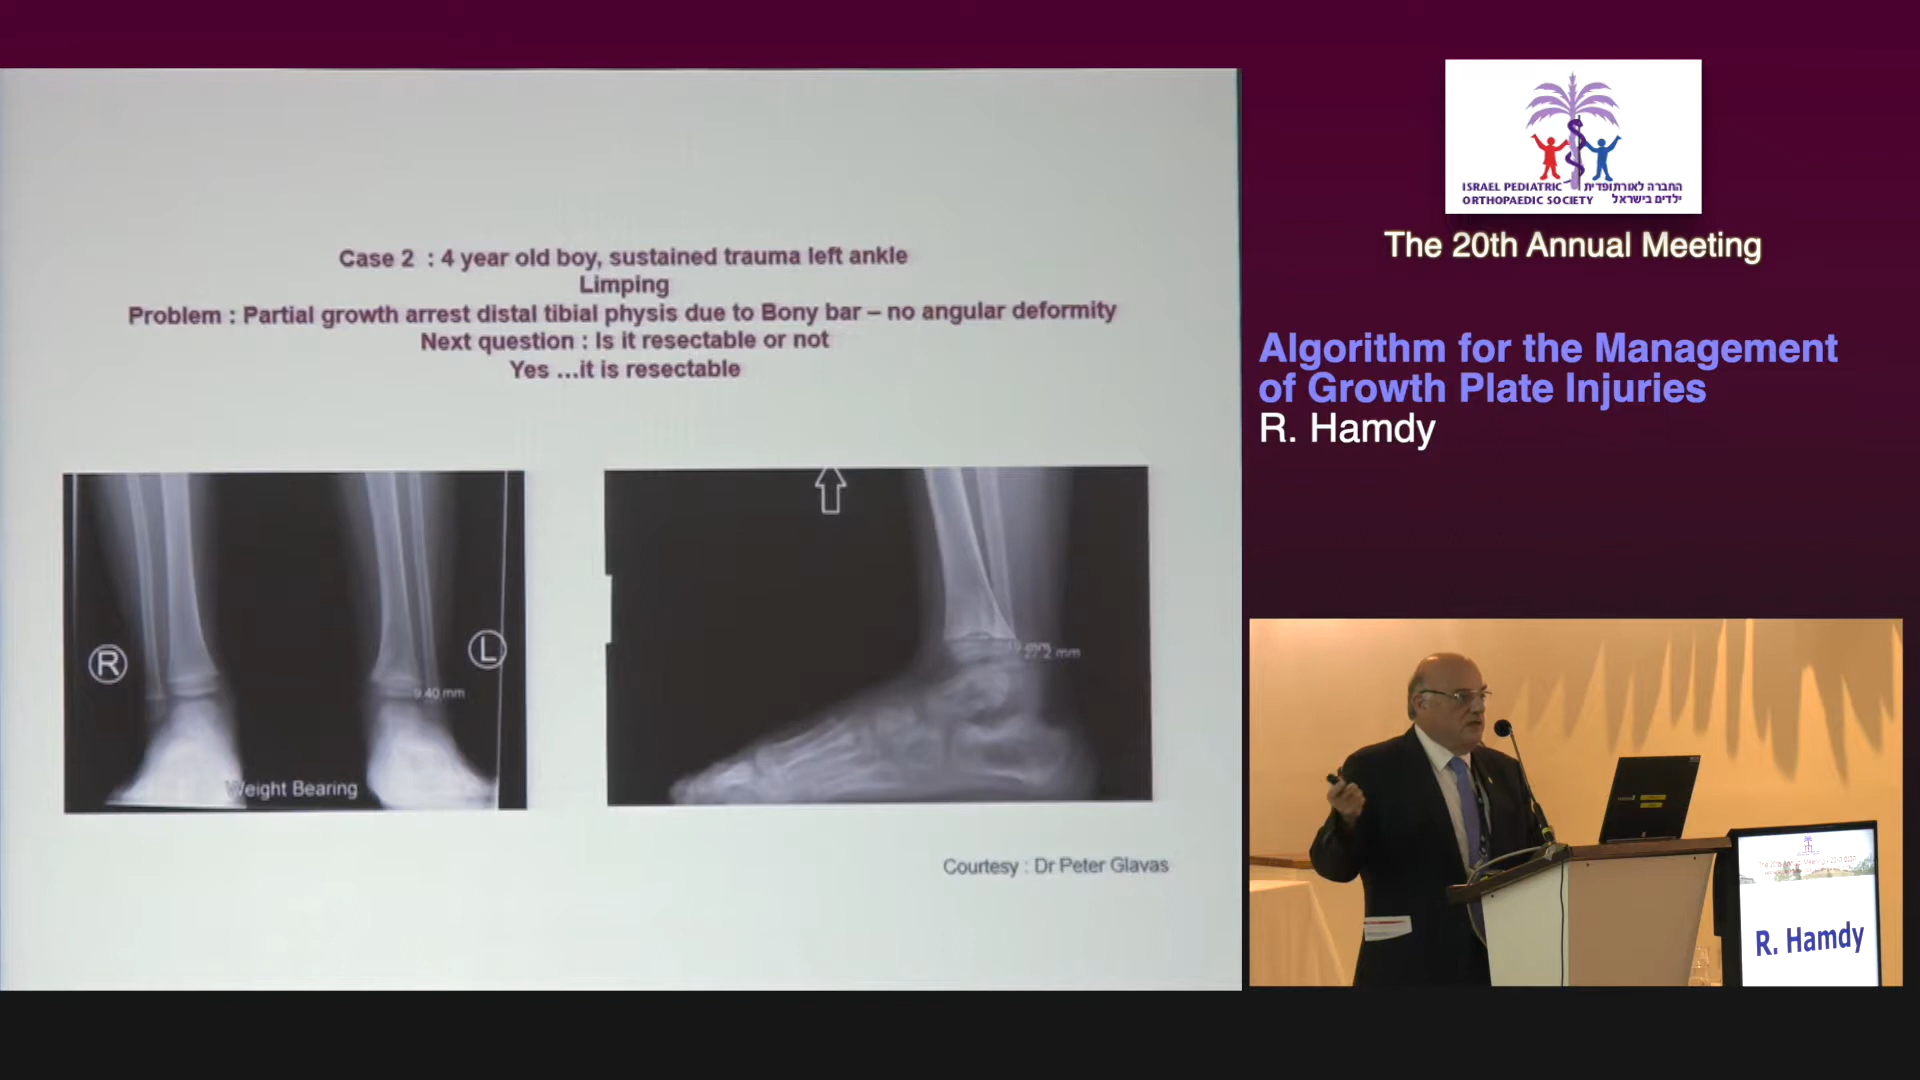 Case 2 : 4 year old boy, sustained trauma left ankle
Limping
Problem : Partial growth arrest distal tibial physis due to Bony bar – no angular deformity
Next question : Is it resectable or not
Yes ...it is resectable
R
L
9.40 mm
Weight Bearing
27.2 mm
Courtesy : Dr Peter Glavas
ISRAEL PEDIATRIC
ORTHOPAEDIC SOCIETY
החברה לאורתופדית
ילדים בישראל
The 20th Annual Meeting
Algorithm for the Management
of Growth Plate Injuries
R. Hamdy
R. Hamdy